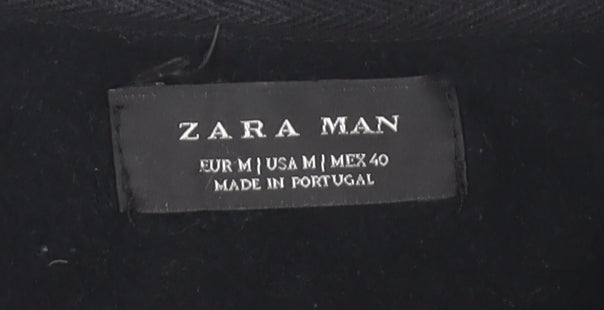 ZARA MAN
EUR M | USA M | MEX 40
MADE IN PORTUGAL